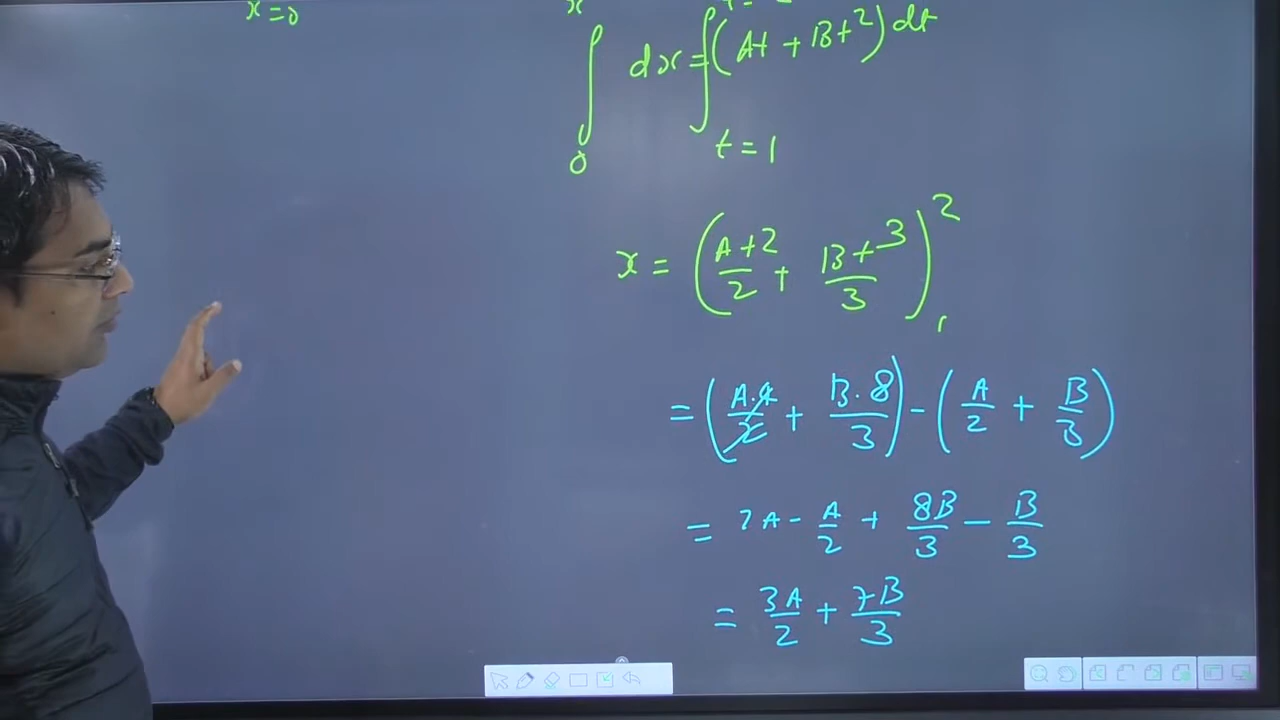 x=0
x
∫ dx = ∫ (At + Bt²) dt
0 t = 1
x = (At²/2 + Bt³/3)²₁
= (A.4/2 + B.8/3) - (A/2 + B/3)
= 2A - A/2 + 8B/3 - B/3
= 3A/2 + 7B/3